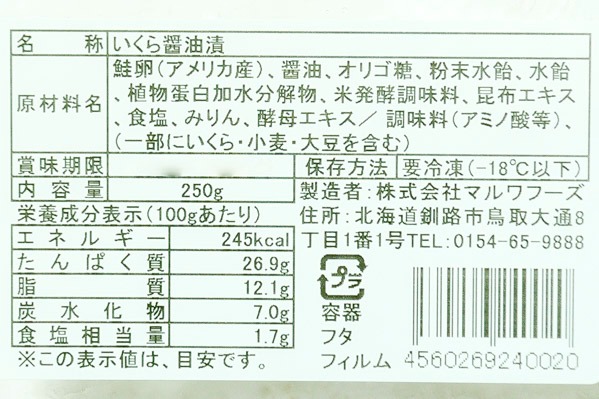 名称 いくら醤油漬
原材料名 鮭卵(アメリカ産)、醤油、オリゴ糖、粉末水飴、水飴
、植物蛋白加水分解物、米発酵調味料、昆布エキス
、食塩、みりん、酵母エキス/調味料(アミノ酸等)、
(一部にいくら・小麦・大豆を含む)
賞味期限 保存方法 要冷凍(-18℃以下)
内容量 250g 製造者:株式会社マルワフーズ
栄養成分表示(100gあたり) 住所:北海道釧路市鳥取大通8
エネルギー 245kcal 丁目1番1号TEL:0154-65-9888
たんぱく質 26.9g
脂質 12.1g
炭水化物 7.0g
食塩相当量 1.7g
※この表示値は、目安です。
プラ
容器
フタ
フィルム
4560269240020